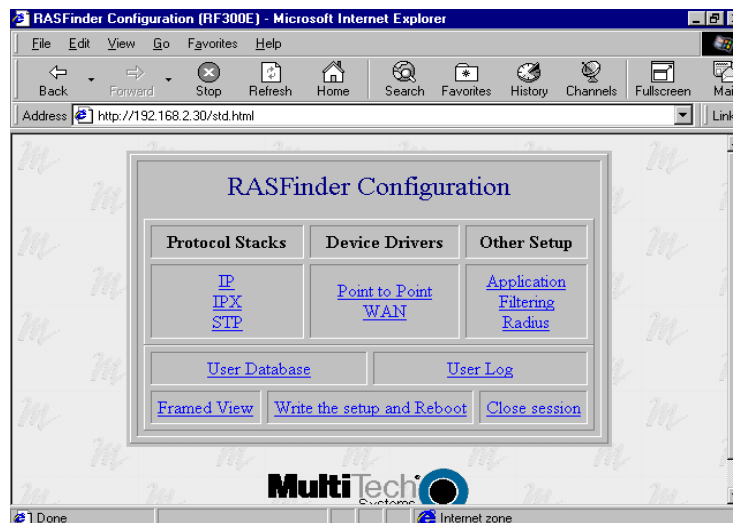 RASFinder Configuration (RF300E) - Microsoft Internet Explorer
File Edit View Go Favorites Help
Back Forward Stop Refresh Home Search Favorites History Channels Fullscreen Mai
Address http://192.168.2.30/std.html Link
RASFinder Configuration
Protocol Stacks Device Drivers Other Setup
IP
IPX
STP
Point to Point
WAN
Application
Filtering
Radius
User Database User Log
Framed View Write the setup and Reboot Close session
MultiTech
Systems
Done Internet zone